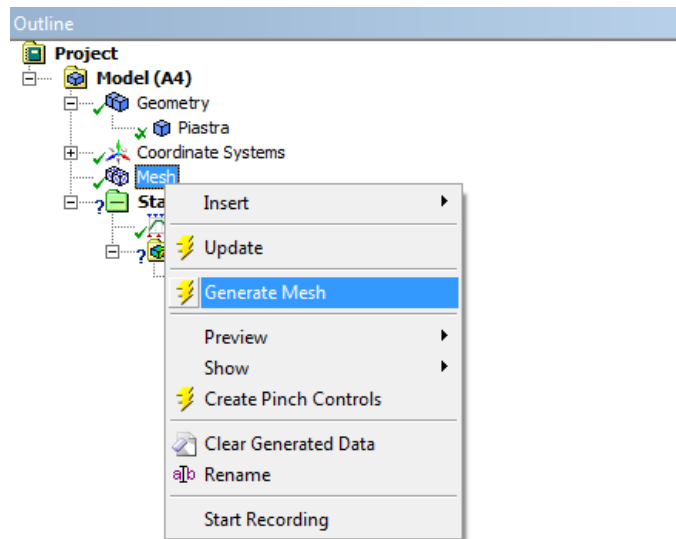 Outline
Project
Model (A4)
Geometry
Piastra
Coordinate Systems
Mesh
Sta
Insert
Update
Generate Mesh
Preview
Show
Create Pinch Controls
Clear Generated Data
Rename
Start Recording